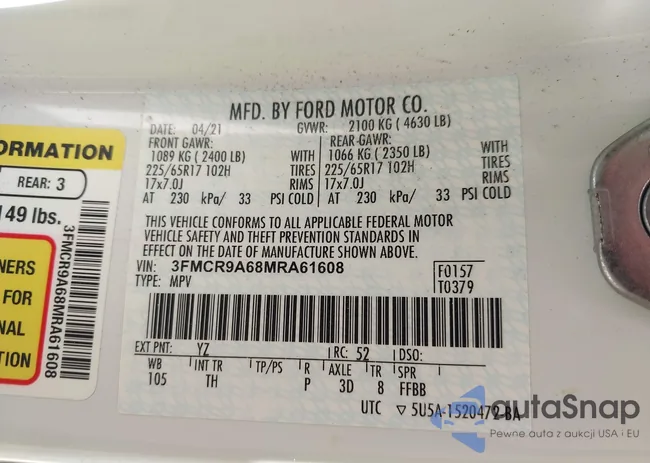 ORMATION
REAR: 3
149 lbs.
NERS
FOR
NAL
TION
3FMCR9A68MRA61608
MFD. BY FORD MOTOR CO.
DATE: 04/21 GVWR: 2100 KG ( 4630 LB)
FRONT GAWR: REAR GAWR:
1089 KG ( 2400 LB) WITH 1066 KG ( 2350 LB) WITH
225/65R17 102H TIRES 225/65R17 102H TIRES
17x7.0J RIMS 17x7.0J RIMS
AT 230 kPa/ 33 PSI COLD AT 230 kPa/ 33 PSI COLD
THIS VEHICLE CONFORMS TO ALL APPLICABLE FEDERAL MOTOR
VEHICLE SAFETY AND THEFT PREVENTION STANDARDS IN
EFFECT ON THE DATE OF MANUFACTURE SHOWN ABOVE.
VIN: 3FMCR9A68MRA61608 F0157
TYPE: MPV T0379
EXT PNT: YZ RC: 52 DSO:
WB INT TR TP/PS R AXLE TR
105 TH P 3D 8 FFBB
UTC ▽ 5U5A-1520472-BA
autoSnap
Pewne auta z aukcji USA i EU